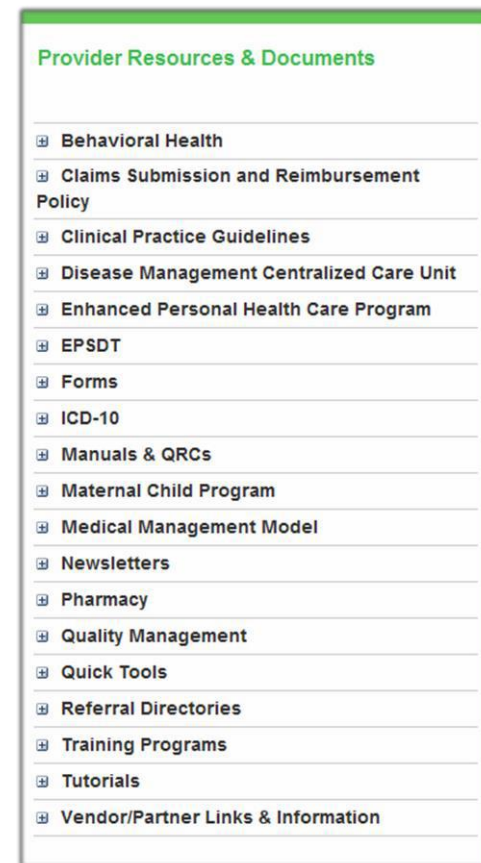 Provider Resources & Documents
Behavioral Health
Claims Submission and Reimbursement
Policy
Clinical Practice Guidelines
Disease Management Centralized Care Unit
Enhanced Personal Health Care Program
EPSDT
Forms
ICD-10
Manuals & QRCs
Maternal Child Program
Medical Management Model
Newsletters
Pharmacy
Quality Management
Quick Tools
Referral Directories
Training Programs
Tutorials
Vendor/Partner Links & Information